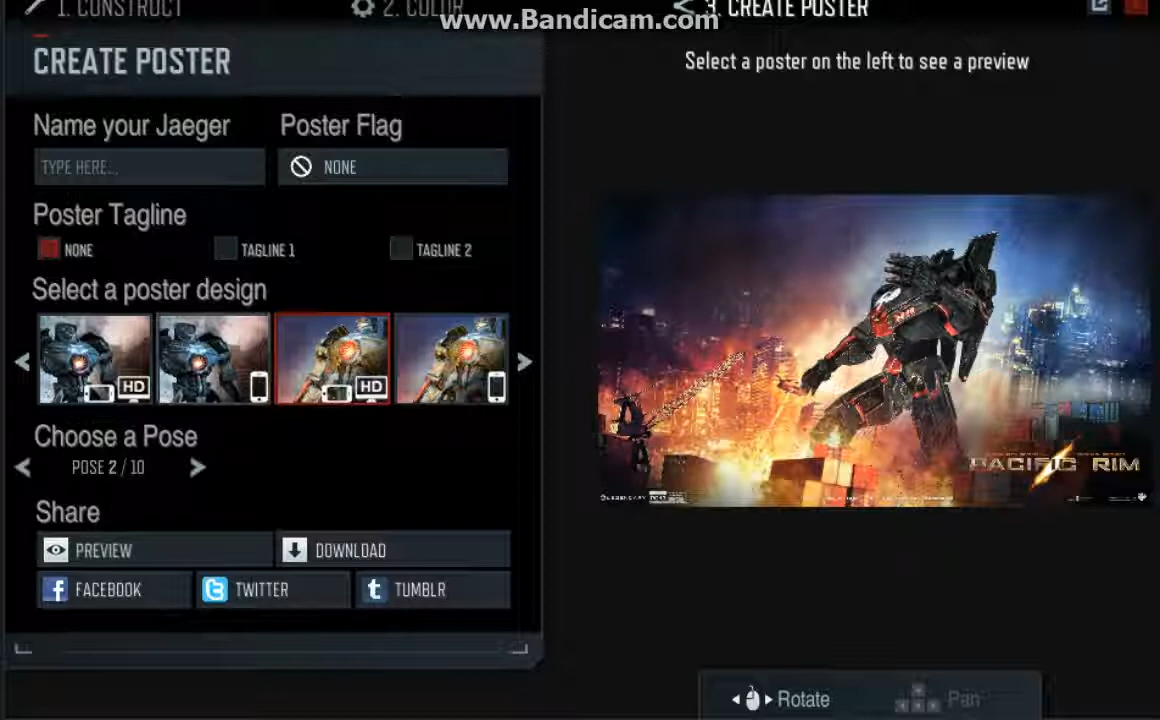 1. CONSTRUCT
2. COLOR
3. CREATE POSTER
www.Bandicam.com
CREATE POSTER
Select a poster on the left to see a preview
Name your Jaeger
Poster Flag
TYPE HERE...
NONE
Poster Tagline
NONE
TAGLINE 1
TAGLINE 2
Select a poster design
HD
HD
Choose a Pose
POSE 2 / 10
PACIFIC RIM
LEGENDARY
Share
PREVIEW
DOWNLOAD
FACEBOOK
TWITTER
TUMBLR
Rotate
Pan